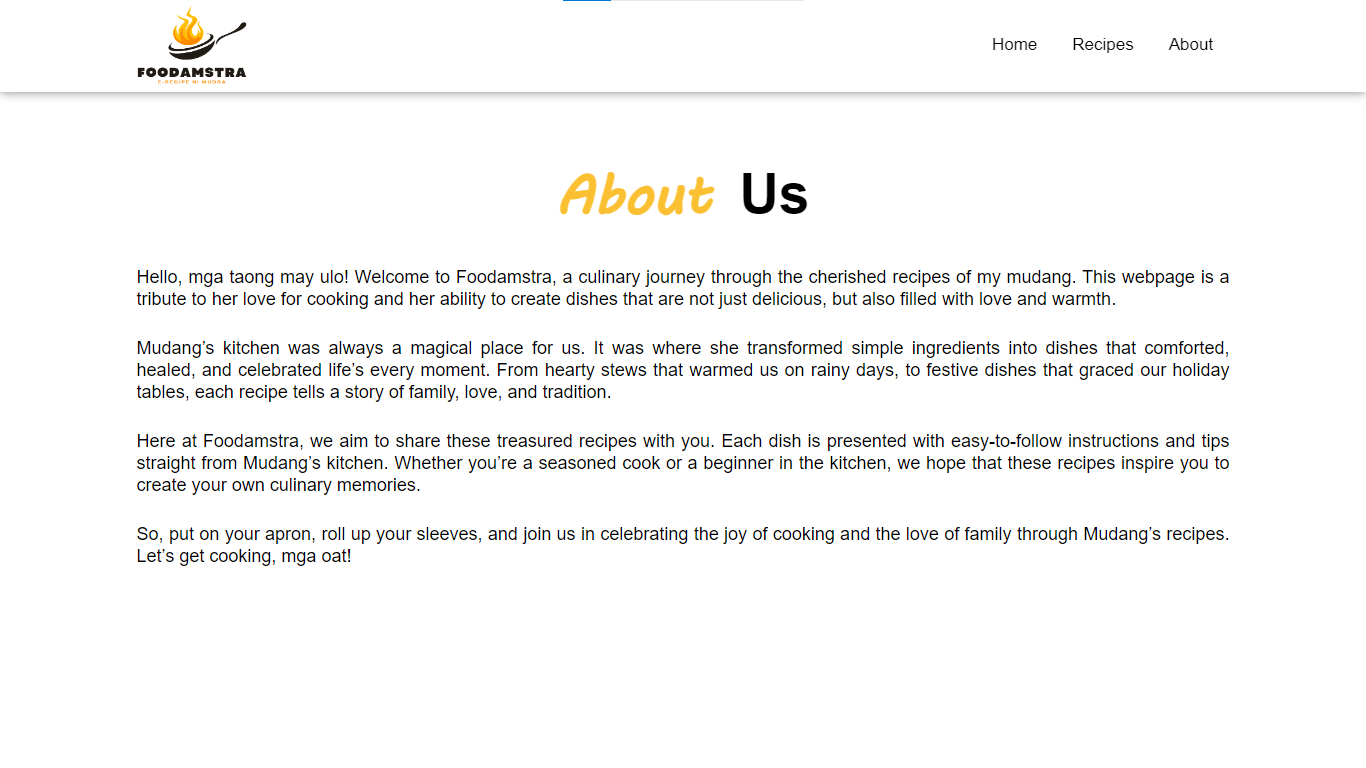 FOODAMSTRA
E-RECIPE NI MUDRA
Home
Recipes
About
About Us
Hello, mga taong may ulo! Welcome to Foodamstra, a culinary journey through the cherished recipes of my mudang. This webpage is a
tribute to her love for cooking and her ability to create dishes that are not just delicious, but also filled with love and warmth.
Mudang’s kitchen was always a magical place for us. It was where she transformed simple ingredients into dishes that comforted,
healed, and celebrated life’s every moment. From hearty stews that warmed us on rainy days, to festive dishes that graced our holiday
tables, each recipe tells a story of family, love, and tradition.
Here at Foodamstra, we aim to share these treasured recipes with you. Each dish is presented with easy-to-follow instructions and tips
straight from Mudang’s kitchen. Whether you’re a seasoned cook or a beginner in the kitchen, we hope that these recipes inspire you to
create your own culinary memories.
So, put on your apron, roll up your sleeves, and join us in celebrating the joy of cooking and the love of family through Mudang’s recipes.
Let’s get cooking, mga oat!